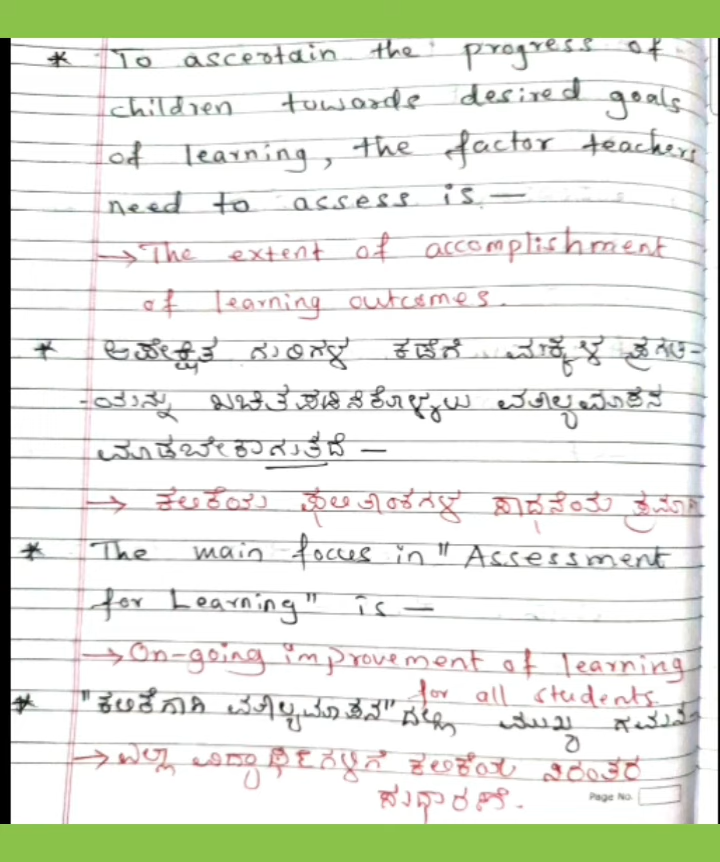 * To ascertain the progress of
children towards desired goals
of learning, the factor teachers
need to assess is —
→ The extent of accomplishment
of learning outcomes.
* ಅಪೇಕ್ಷಿತ ಗುರಿಗಳ ಕಡೆಗೆ ಮಕ್ಕಳ ಪ್ರಗತಿ-
-ಯನ್ನು ಖಚಿತಪಡಿಸಿಕೊಳ್ಳಲು ಮೌಲ್ಯಮಾಪನ
ಮಾಡಬೇಕಾಗುತ್ತದೆ —
→ ಕಲಿಕೆಯ ಫಲಿತಾಂಶಗಳ ಸಾಧನೆಯ
* The main focus in "Assessment
for Learning" is —
→ On-going improvement of learning
for all students.
* "ಕಲಿಕೆಗಾಗಿ ಮೌಲ್ಯಮಾಪನ" ದಲ್ಲಿ ಮುಖ್ಯ ಗಮನ
→ ಎಲ್ಲಾ ವಿದ್ಯಾರ್ಥಿಗಳಿಗೆ ಕಲಿಕೆಯ ನಿರಂತರ
ಸುಧಾರಣೆ.
Page No.